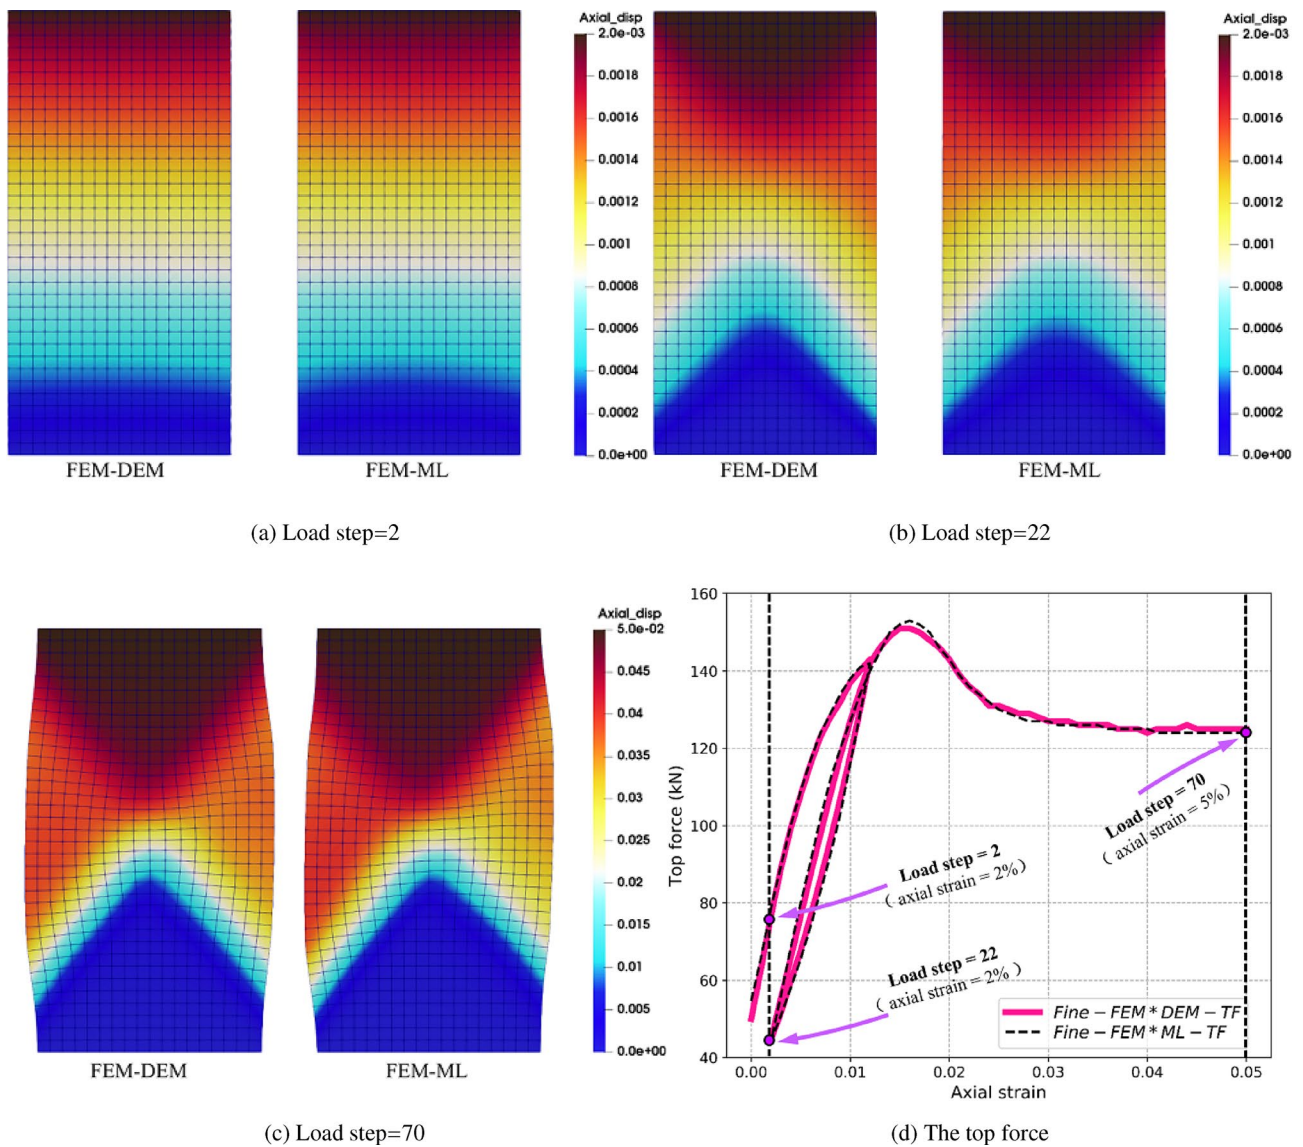 Axial_disp
2.0e-03
0.0018
0.0016
0.0014
0.0012
0.001
0.0008
0.0006
0.0004
0.0002
0.0e+00
FEM-DEM
FEM-ML
(a) Load step=2
Axial_disp
2.0e-03
0.0018
0.0016
0.0014
0.0012
0.001
0.0008
0.0006
0.0004
0.0002
0.0e+00
FEM-DEM
FEM-ML
(b) Load step=22
Axial_disp
5.0e-02
0.045
0.04
0.03
0.025
0.02
0.015
0.01
0.005
0.0e+00
FEM-DEM
FEM-ML
(c) Load step=70
160
140
120
100
80
60
40
Top force (kN)
Load step = 70
( axial strain = 5% )
Load step = 2
( axial strain = 2% )
Load step = 22
( axial strain = 2% )
Fine − FEM * DEM − TF
Fine − FEM * ML − TF
0.00 0.01 0.02 0.03 0.04 0.05
Axial strain
(d) The top force